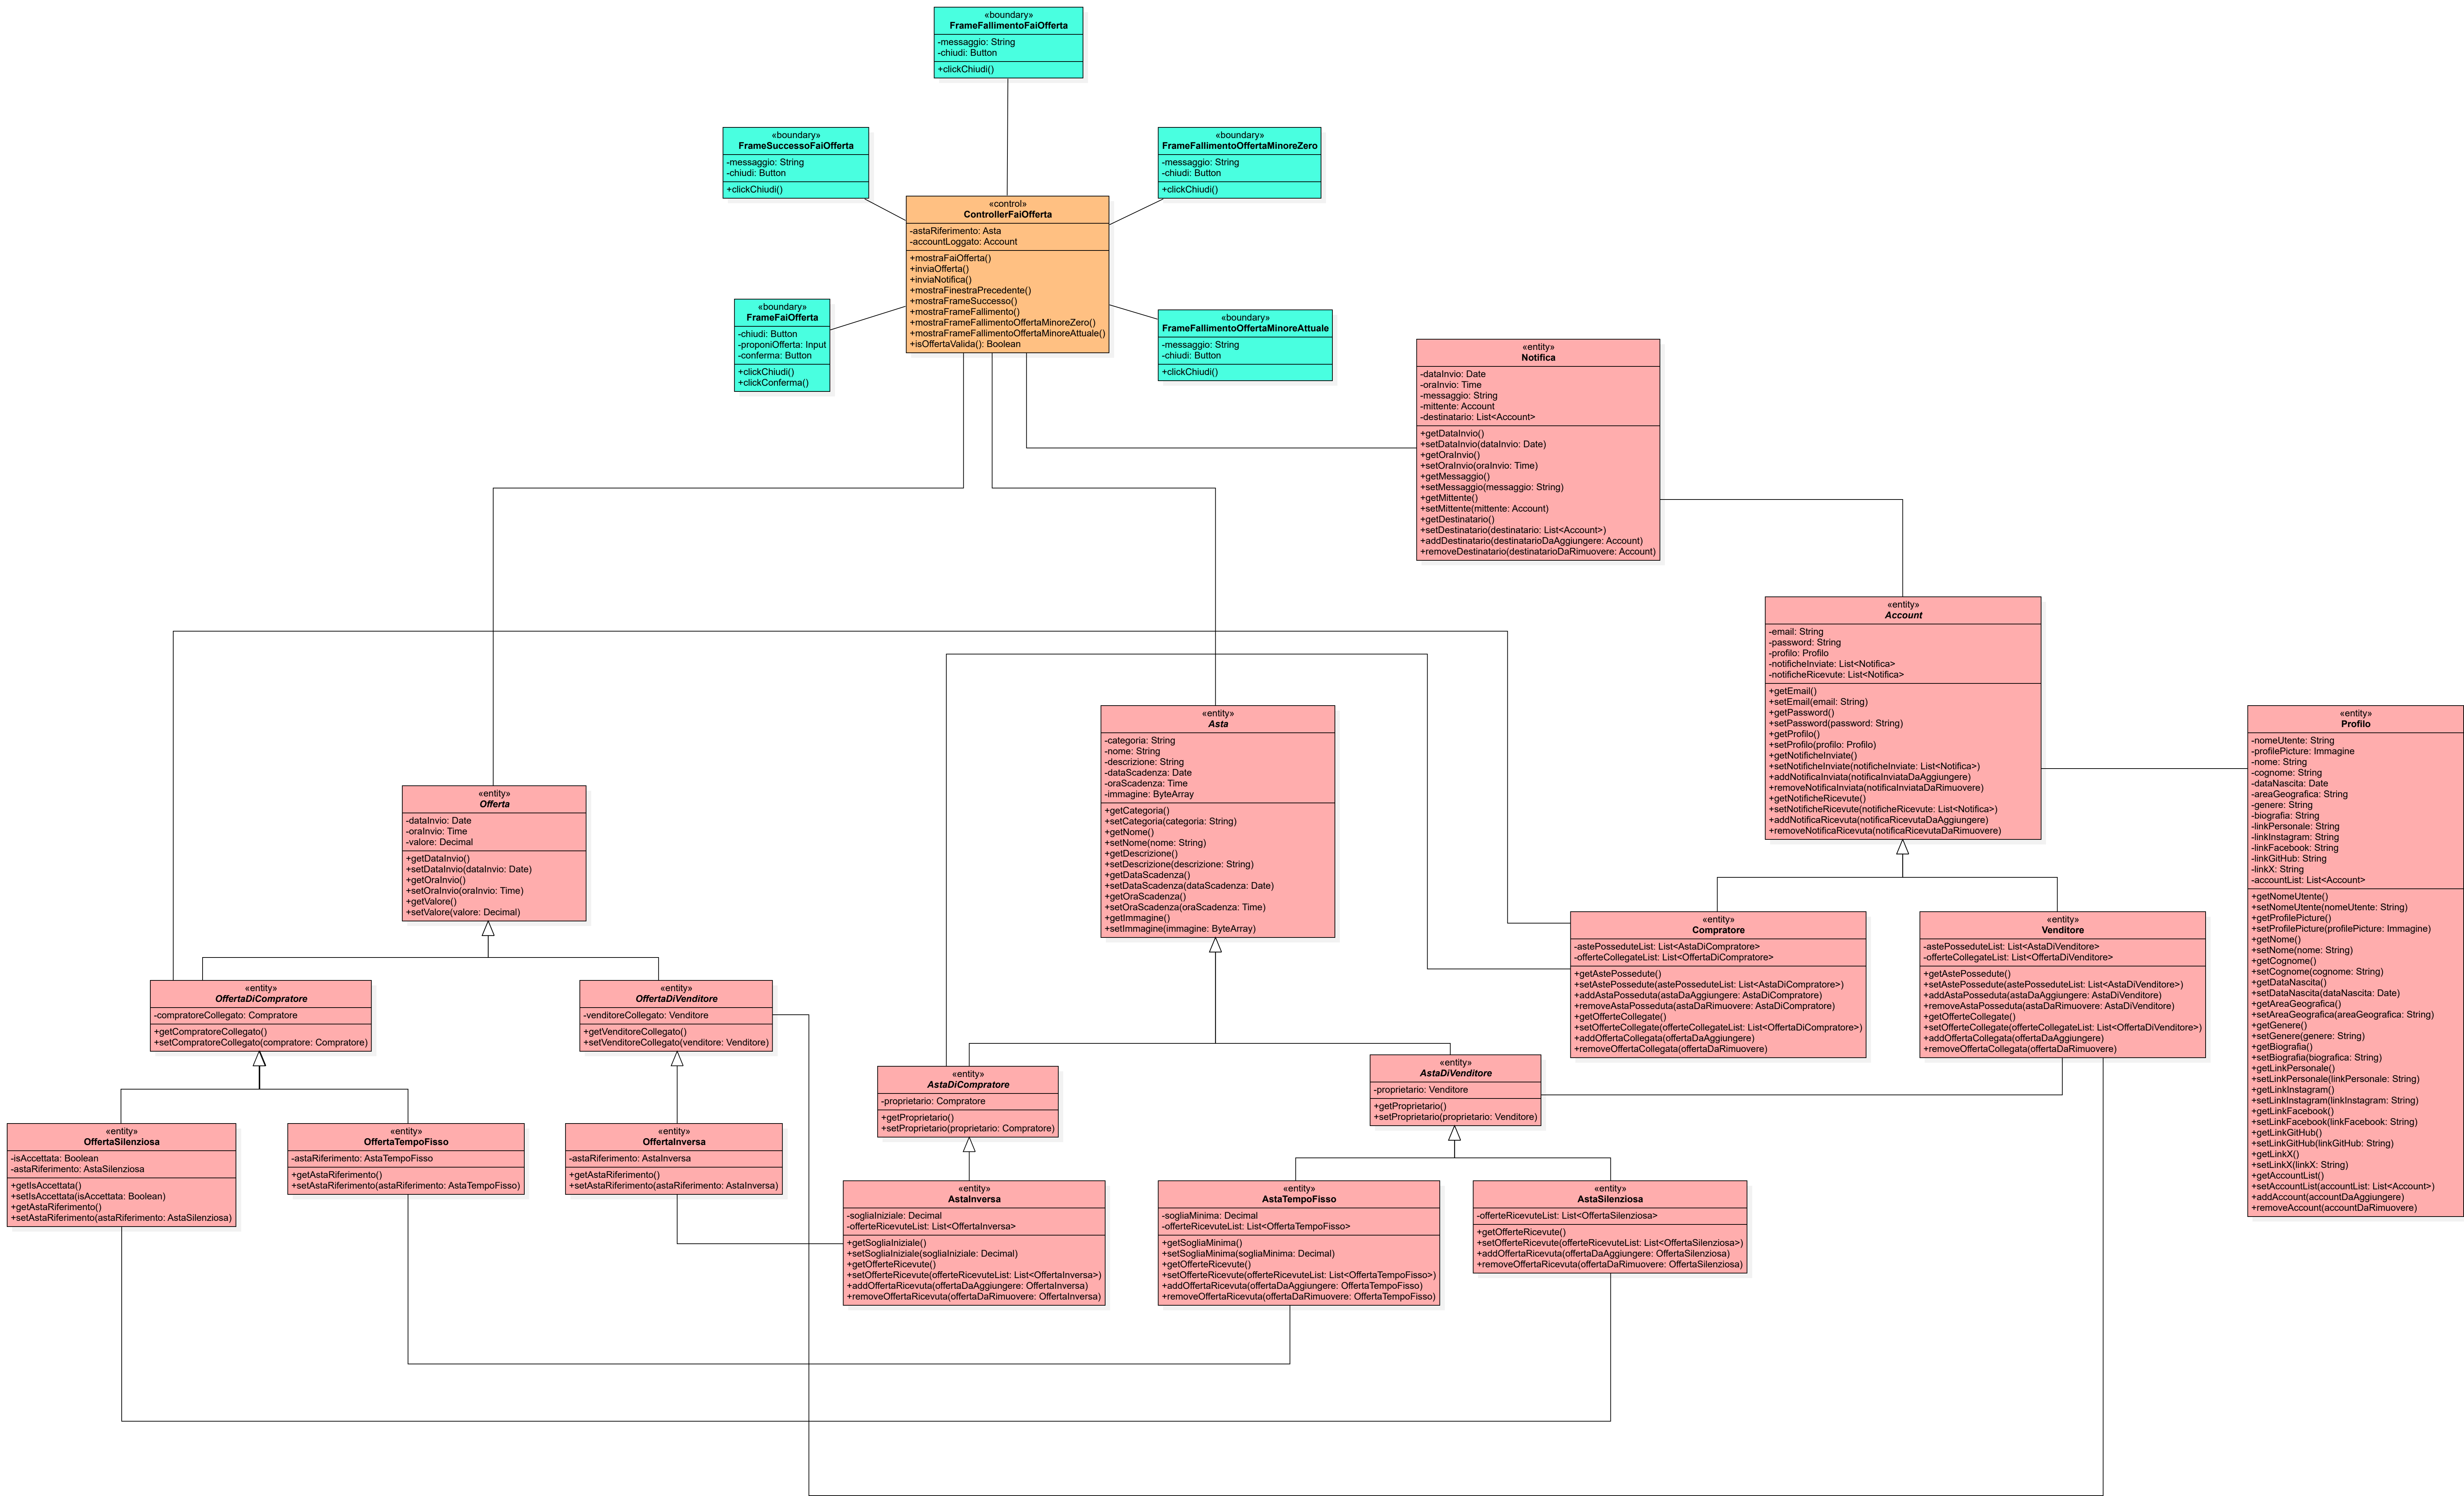 «boundary»
FrameFallimentoFaiOfferta
-messaggio: String
-chiudi: Button
+clickChiudi()
«boundary»
FrameSuccessoFaiOfferta
-messaggio: String
-chiudi: Button
+clickChiudi()
«boundary»
FrameFallimentoOffertaMinoreZero
-messaggio: String
-chiudi: Button
+clickChiudi()
«control»
ControllerFaiOfferta
-astaRiferimento: Asta
-accountLoggato: Account
+mostraFaiOfferta()
+inviaOfferta()
+inviaNotifica()
+mostraFinestraPrecedente()
+mostraFrameSuccesso()
+mostraFrameFallimento()
+mostraFrameFallimentoOffertaMinoreZero()
+mostraFrameFallimentoOffertaMinoreAttuale()
+isOffertaValida(): Boolean
«boundary»
FrameFaiOfferta
-chiudi: Button
-proponiOfferta: Input
-conferma: Button
+clickChiudi()
+clickConferma()
«boundary»
FrameFallimentoOffertaMinoreAttuale
-messaggio: String
-chiudi: Button
+clickChiudi()
«entity»
Notifica
-dataInvio: Date
-oraInvio: Time
-messaggio: String
-mittente: Account
-destinatario: List<Account>
+getDataInvio()
+setDataInvio(dataInvio: Date)
+getOraInvio()
+setOraInvio(oraInvio: Time)
+getMessaggio()
+setMessaggio(messaggio: String)
+getMittente()
+setMittente(mittente: Account)
+getDestinatario()
+setDestinatario(destinatario: List<Account>)
+addDestinatario(destinatarioDaAggiungere: Account)
+removeDestinatario(destinatarioDaRimuovere: Account)
«entity»
Account
-email: String
-password: String
-profilo: Profilo
-notificheInviate: List<Notifica>
-notificheRicevute: List<Notifica>
+getEmail()
+setEmail(email: String)
+getPassword()
+setPassword(password: String)
+getProfilo()
+setProfilo(profilo: Profilo)
+getNotificheInviate()
+setNotificheInviate(notificheInviate: List<Notifica>)
+addNotificaInviata(notificaInviataDaAggiungere)
+removeNotificaInviata(notificaInviataDaRimuovere)
+getNotificheRicevute()
+setNotificheRicevute(notificheRicevute: List<Notifica>)
+addNotificaRicevuta(notificaRicevutaDaAggiungere)
+removeNotificaRicevuta(notificaRicevutaDaRimuovere)
«entity»
Profilo
-nomeUtente: String
-profilePicture: Immagine
-nome: String
-cognome: String
-dataNascita: Date
-areaGeografica: String
-genere: String
-biografia: String
-linkPersonale: String
-linkInstagram: String
-linkFacebook: String
-linkGitHub: String
-linkX: String
-accountList: List<Account>
+getNomeUtente()
+setNomeUtente(nomeUtente: String)
+getProfilePicture()
+setProfilePicture(profilePicture: Immagine)
+getNome()
+setNome(nome: String)
+getCognome()
+setCognome(cognome: String)
+getDataNascita()
+setDataNascita(dataNascita: Date)
+getAreaGeografica()
+setAreaGeografica(areaGeografica: String)
+getGenere()
+setGenere(genere: String)
+getBiografia()
+setBiografia(biografica: String)
+getLinkPersonale()
+setLinkPersonale(linkPersonale: String)
+getLinkInstagram()
+setLinkInstagram(linkInstagram: String)
+getLinkFacebook()
+setLinkFacebook(linkFacebook: String)
+getLinkGitHub()
+setLinkGitHub(linkGitHub: String)
+getLinkX()
+setLinkX(linkX: String)
+getAccountList()
+setAccountList(accountList: List<Account>)
+addAccount(accountDaAggiungere)
+removeAccount(accountDaRimuovere)
«entity»
Asta
-categoria: String
-nome: String
-descrizione: String
-dataScadenza: Date
-oraScadenza: Time
-immagine: ByteArray
+getCategoria()
+setCategoria(categoria: String)
+getNome()
+setNome(nome: String)
+getDescrizione()
+setDescrizione(descrizione: String)
+getDataScadenza()
+setDataScadenza(dataScadenza: Date)
+getOraScadenza()
+setOraScadenza(oraScadenza: Time)
+getImmagine()
+setImmagine(immagine: ByteArray)
«entity»
Offerta
-dataInvio: Date
-oraInvio: Time
-valore: Decimal
+getDataInvio()
+setDataInvio(dataInvio: Date)
+getOraInvio()
+setOraInvio(oraInvio: Time)
+getValore()
+setValore(valore: Decimal)
«entity»
Compratore
-astePosseduteList: List<AstaDiCompratore>
-offerteCollegateList: List<OffertaDiCompratore>
+getAstePossedute()
+setAstePossedute(astePosseduteList: List<AstaDiCompratore>)
+addAstaPosseduta(astaDaAggiungere: AstaDiCompratore)
+removeAstaPosseduta(astaDaRimuovere: AstaDiCompratore)
+getOfferteCollegate()
+setOfferteCollegate(offerteCollegateList: List<OffertaDiCompratore>)
+addOffertaCollegata(offertaDaAggiungere)
+removeOffertaCollegata(offertaDaRimuovere)
«entity»
Venditore
-astePosseduteList: List<AstaDiVenditore>
-offerteCollegateList: List<OffertaDiVenditore>
+getAstePossedute()
+setAstePossedute(astePosseduteList: List<AstaDiVenditore>)
+addAstaPosseduta(astaDaAggiungere: AstaDiVenditore)
+removeAstaPosseduta(astaDaRimuovere: AstaDiVenditore)
+getOfferteCollegate()
+setOfferteCollegate(offerteCollegateList: List<OffertaDiVenditore>)
+addOffertaCollegata(offertaDaAggiungere)
+removeOffertaCollegata(offertaDaRimuovere)
«entity»
OffertaDiCompratore
-compratoreCollegato: Compratore
+getCompratoreCollegato()
+setCompratoreCollegato(compratore: Compratore)
«entity»
OffertaDiVenditore
-venditoreCollegato: Venditore
+getVenditoreCollegato()
+setVenditoreCollegato(venditore: Venditore)
«entity»
AstaDiCompratore
-proprietario: Compratore
+getProprietario()
+setProprietario(proprietario: Compratore)
«entity»
AstaDiVenditore
-proprietario: Venditore
+getProprietario()
+setProprietario(proprietario: Venditore)
«entity»
OffertaSilenziosa
-isAccettata: Boolean
-astaRiferimento: AstaSilenziosa
+getIsAccettata()
+setIsAccettata(isAccettata: Boolean)
+getAstaRiferimento()
+setAstaRiferimento(astaRiferimento: AstaSilenziosa)
«entity»
OffertaTempoFisso
-astaRiferimento: AstaTempoFisso
+getAstaRiferimento()
+setAstaRiferimento(astaRiferimento: AstaTempoFisso)
«entity»
OffertaInversa
-astaRiferimento: AstaInversa
+getAstaRiferimento()
+setAstaRiferimento(astaRiferimento: AstaInversa)
«entity»
AstaInversa
-sogliaIniziale: Decimal
-offerteRicevuteList: List<OffertaInversa>
+getSogliaIniziale()
+setSogliaIniziale(sogliaIniziale: Decimal)
+getOfferteRicevute()
+setOfferteRicevute(offerteRicevuteList: List<OffertaInversa>)
+addOffertaRicevuta(offertaDaAggiungere: OffertaInversa)
+removeOffertaRicevuta(offertaDaRimuovere: OffertaInversa)
«entity»
AstaTempoFisso
-sogliaMinima: Decimal
-offerteRicevuteList: List<OffertaTempoFisso>
+getSogliaMinima()
+setSogliaMinima(sogliaMinima: Decimal)
+getOfferteRicevute()
+setOfferteRicevute(offerteRicevuteList: List<OffertaTempoFisso>)
+addOffertaRicevuta(offertaDaAggiungere: OffertaTempoFisso)
+removeOffertaRicevuta(offertaDaRimuovere: OffertaTempoFisso)
«entity»
AstaSilenziosa
-offerteRicevuteList: List<OffertaSilenziosa>
+getOfferteRicevute()
+setOfferteRicevute(offerteRicevuteList: List<OffertaSilenziosa>)
+addOffertaRicevuta(offertaDaAggiungere: OffertaSilenziosa)
+removeOffertaRicevuta(offertaDaRimuovere: OffertaSilenziosa)